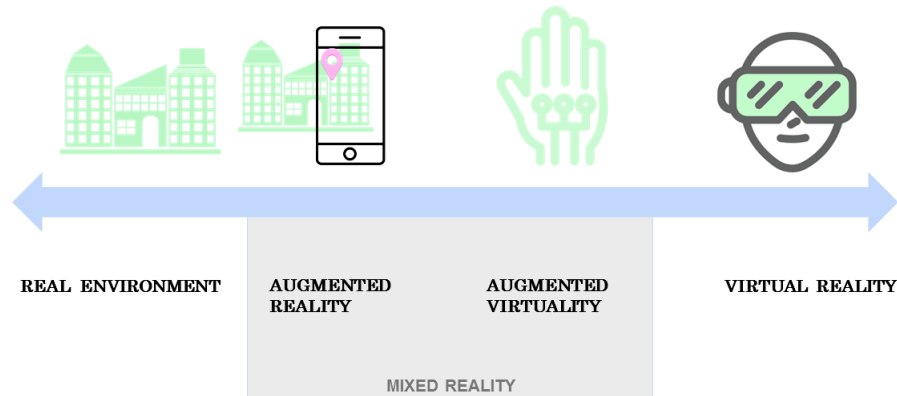 REAL ENVIRONMENT
AUGMENTED
REALITY
AUGMENTED
VIRTUALITY
VIRTUAL REALITY
MIXED REALITY